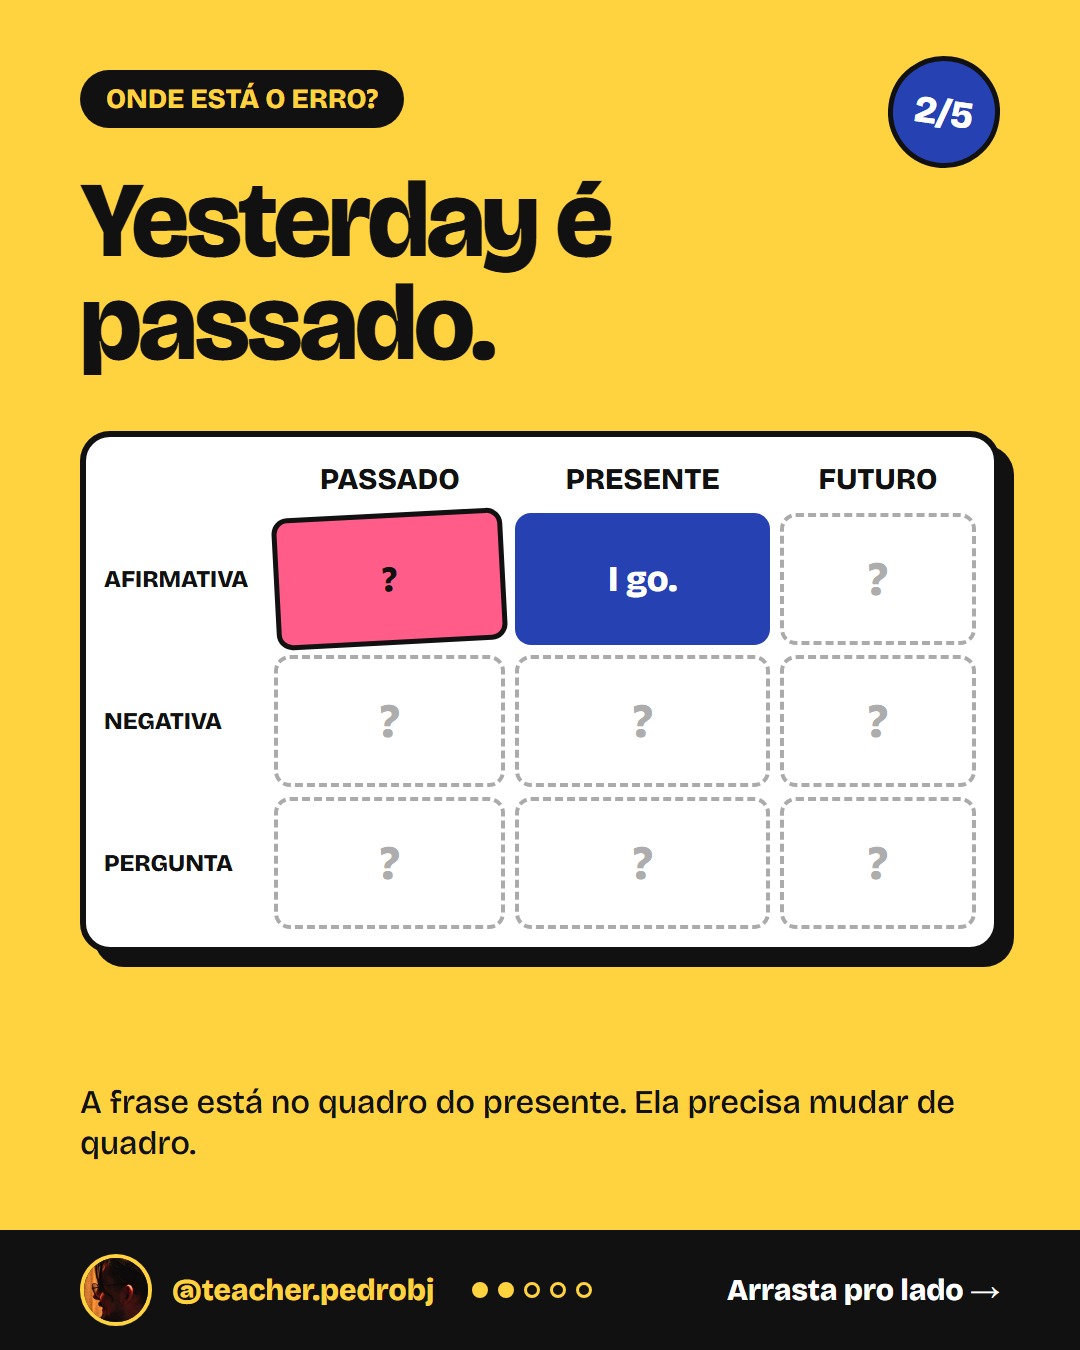 ONDE ESTÁ O ERRO?
2/5
Yesterday é
passado.
PASSADO PRESENTE FUTURO
AFIRMATIVA ? I go. ?
NEGATIVA ? ? ?
PERGUNTA ? ? ?
A frase está no quadro do presente. Ela precisa mudar de
quadro.
@teacher.pedrobj Arrasta pro lado →